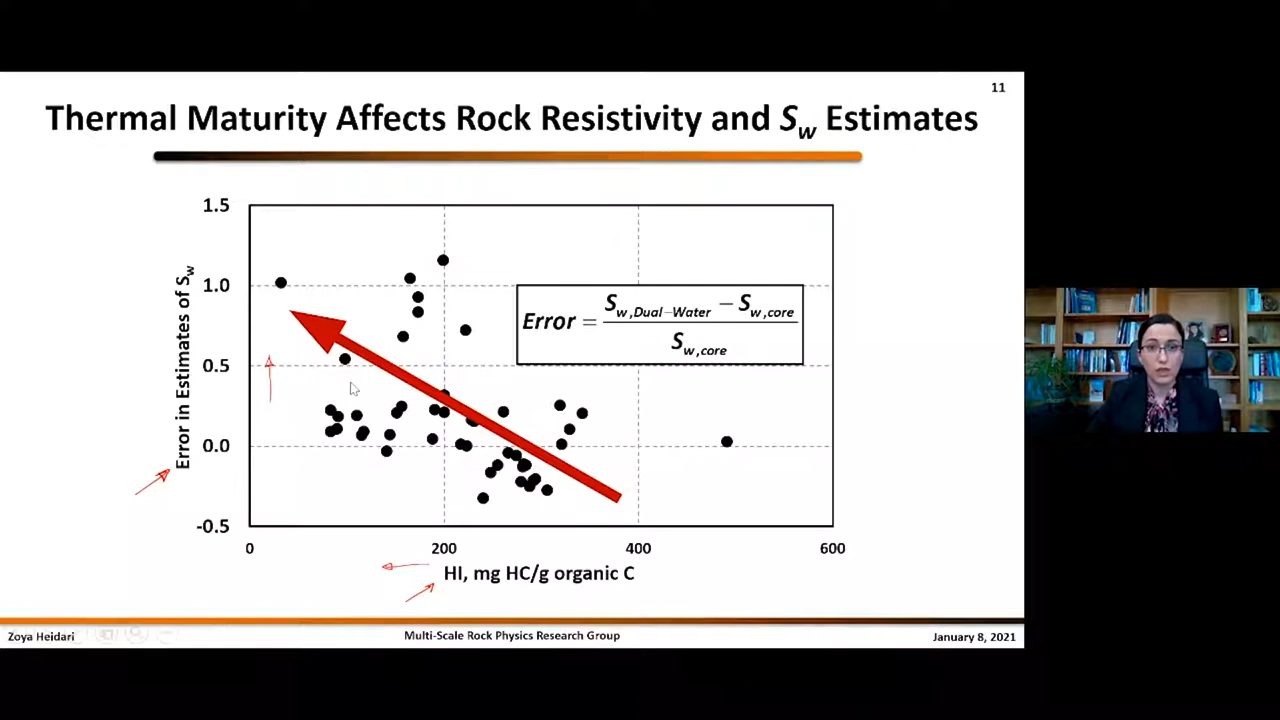 11
Thermal Maturity Affects Rock Resistivity and Sw Estimates
1.5
1.0
0.5
0.0
-0.5
Error in Estimates of Sw
Error = (Sw,Dual−Water − Sw,core) / Sw,core
0 200 400 600
HI, mg HC/g organic C
Zoya Heidari
Multi-Scale Rock Physics Research Group
January 8, 2021